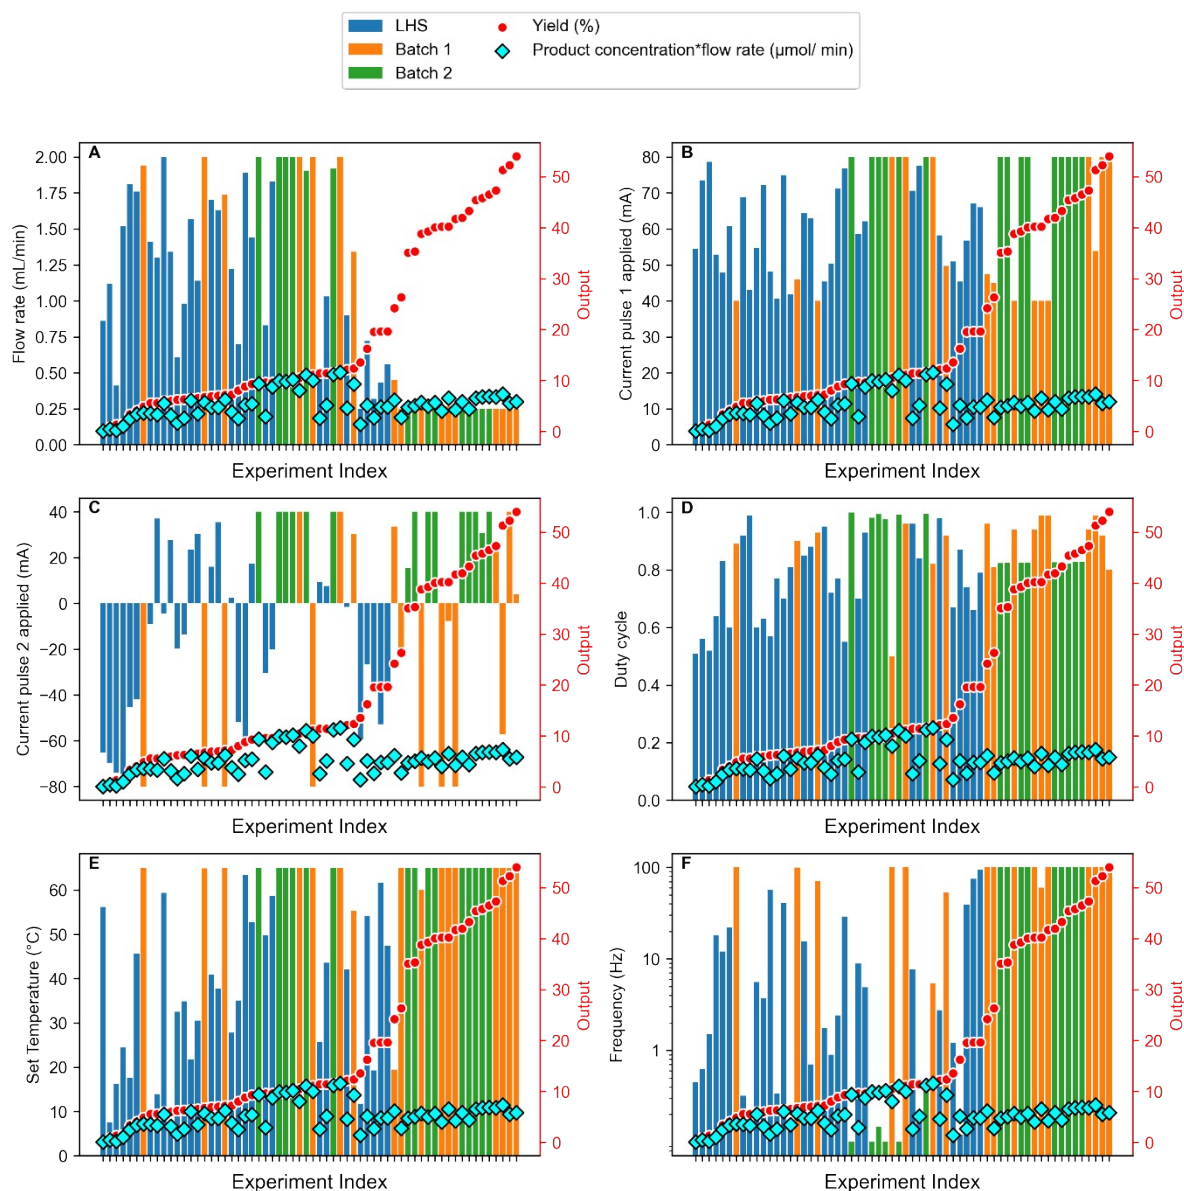 LHS
Batch 1
Batch 2
Yield (%)
Product concentration*flow rate (μmol/ min)
A
2.00
1.75
1.50
1.25
1.00
0.75
0.50
0.25
0.00
Flow rate (mL/min)
50
40
30
20
10
0
Output
Experiment Index
B
80
70
60
50
40
30
20
10
0
Current pulse 1 applied (mA)
50
40
30
20
10
0
Output
Experiment Index
C
40
20
0
−20
−40
−60
−80
Current pulse 2 applied (mA)
50
40
30
20
10
0
Output
Experiment Index
D
1.0
0.8
0.6
0.4
0.2
0.0
Duty cycle
50
40
30
20
10
0
Output
Experiment Index
E
60
50
40
30
20
10
0
Set Temperature (°C)
50
40
30
20
10
0
Output
Experiment Index
F
100
10
1
Frequency (Hz)
50
40
30
20
10
0
Output
Experiment Index